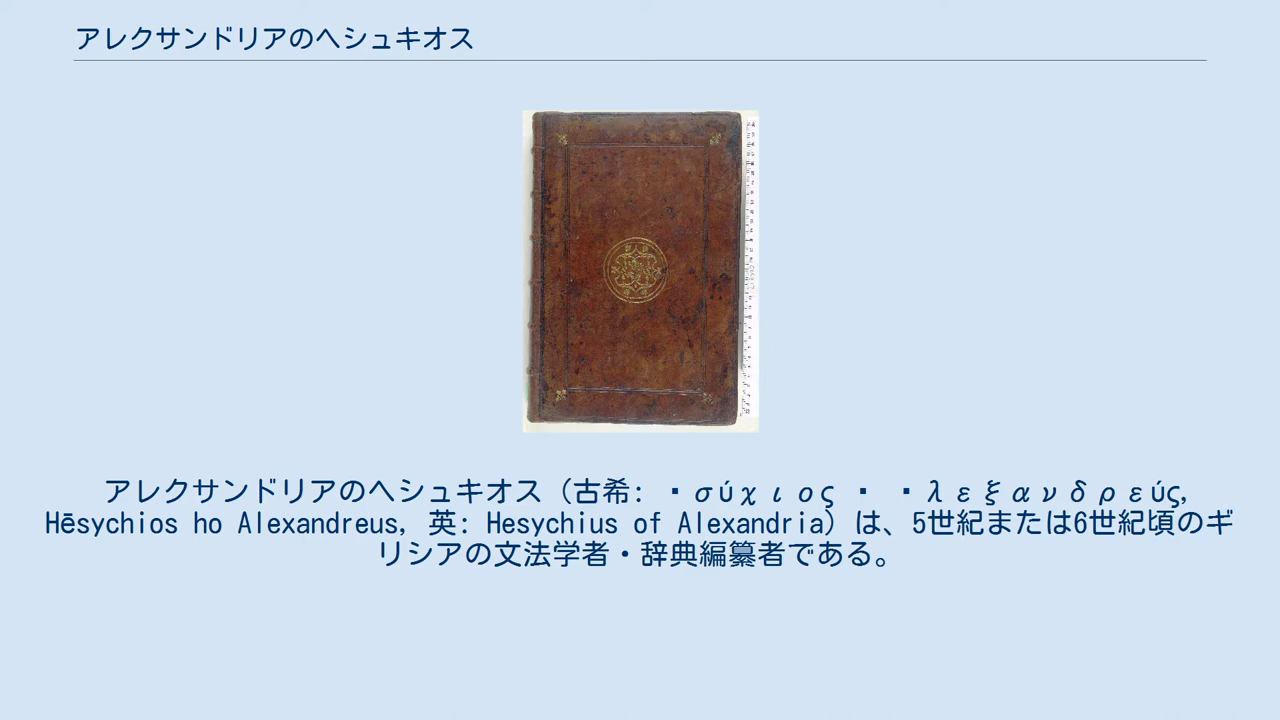 アレクサンドリアのヘシュキオス
アレクサンドリアのヘシュキオス（古希: ・σύχιος ・ ・λεξανδρεύς,
Hēsychios ho Alexandreus, 英: Hesychius of Alexandria）は、5世紀または6世紀頃のギ
リシアの文法学者・辞典編纂者である。